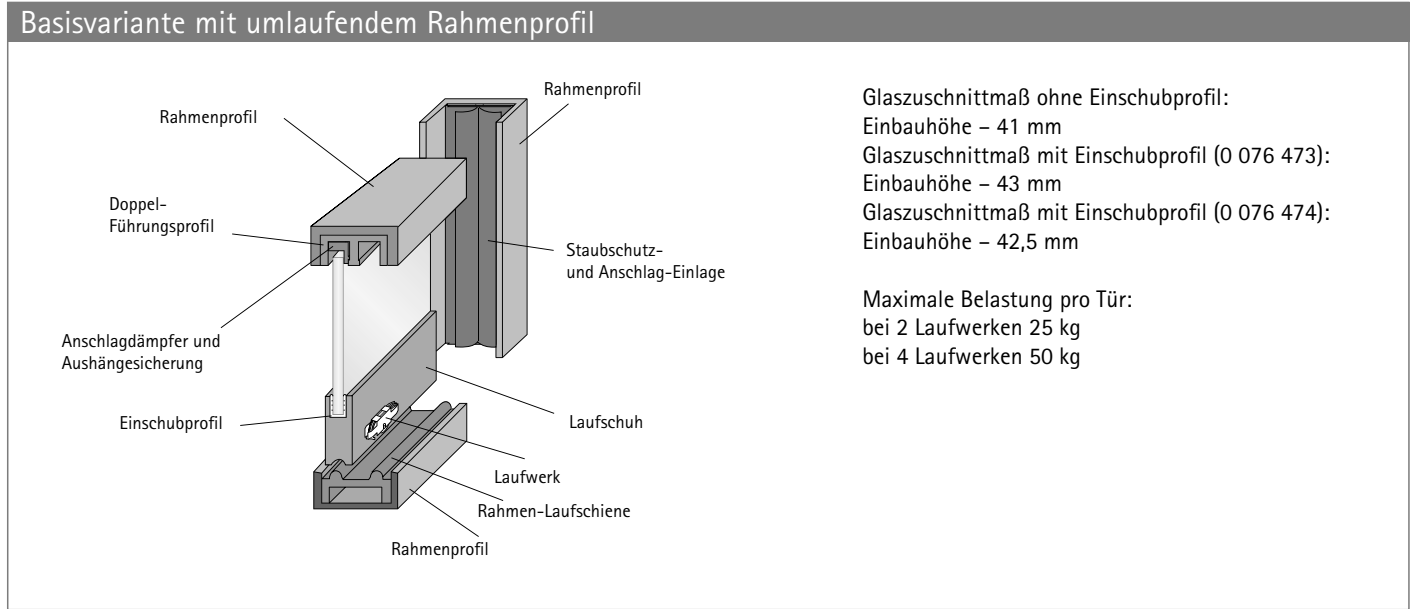 Basisvariante mit umlaufendem Rahmenprofil
Rahmenprofil
Rahmenprofil
Doppel-
Führungsprofil
Staubschutz-
und Anschlag-Einlage
Anschlagdämpfer und
Aushängesicherung
Einschubprofil
Laufschuh
Laufwerk
Rahmen-Laufschiene
Rahmenprofil
Glaszuschnittmaß ohne Einschubprofil:
Einbauhöhe – 41 mm
Glaszuschnittmaß mit Einschubprofil (0 076 473):
Einbauhöhe – 43 mm
Glaszuschnittmaß mit Einschubprofil (0 076 474):
Einbauhöhe – 42,5 mm
Maximale Belastung pro Tür:
bei 2 Laufwerken 25 kg
bei 4 Laufwerken 50 kg